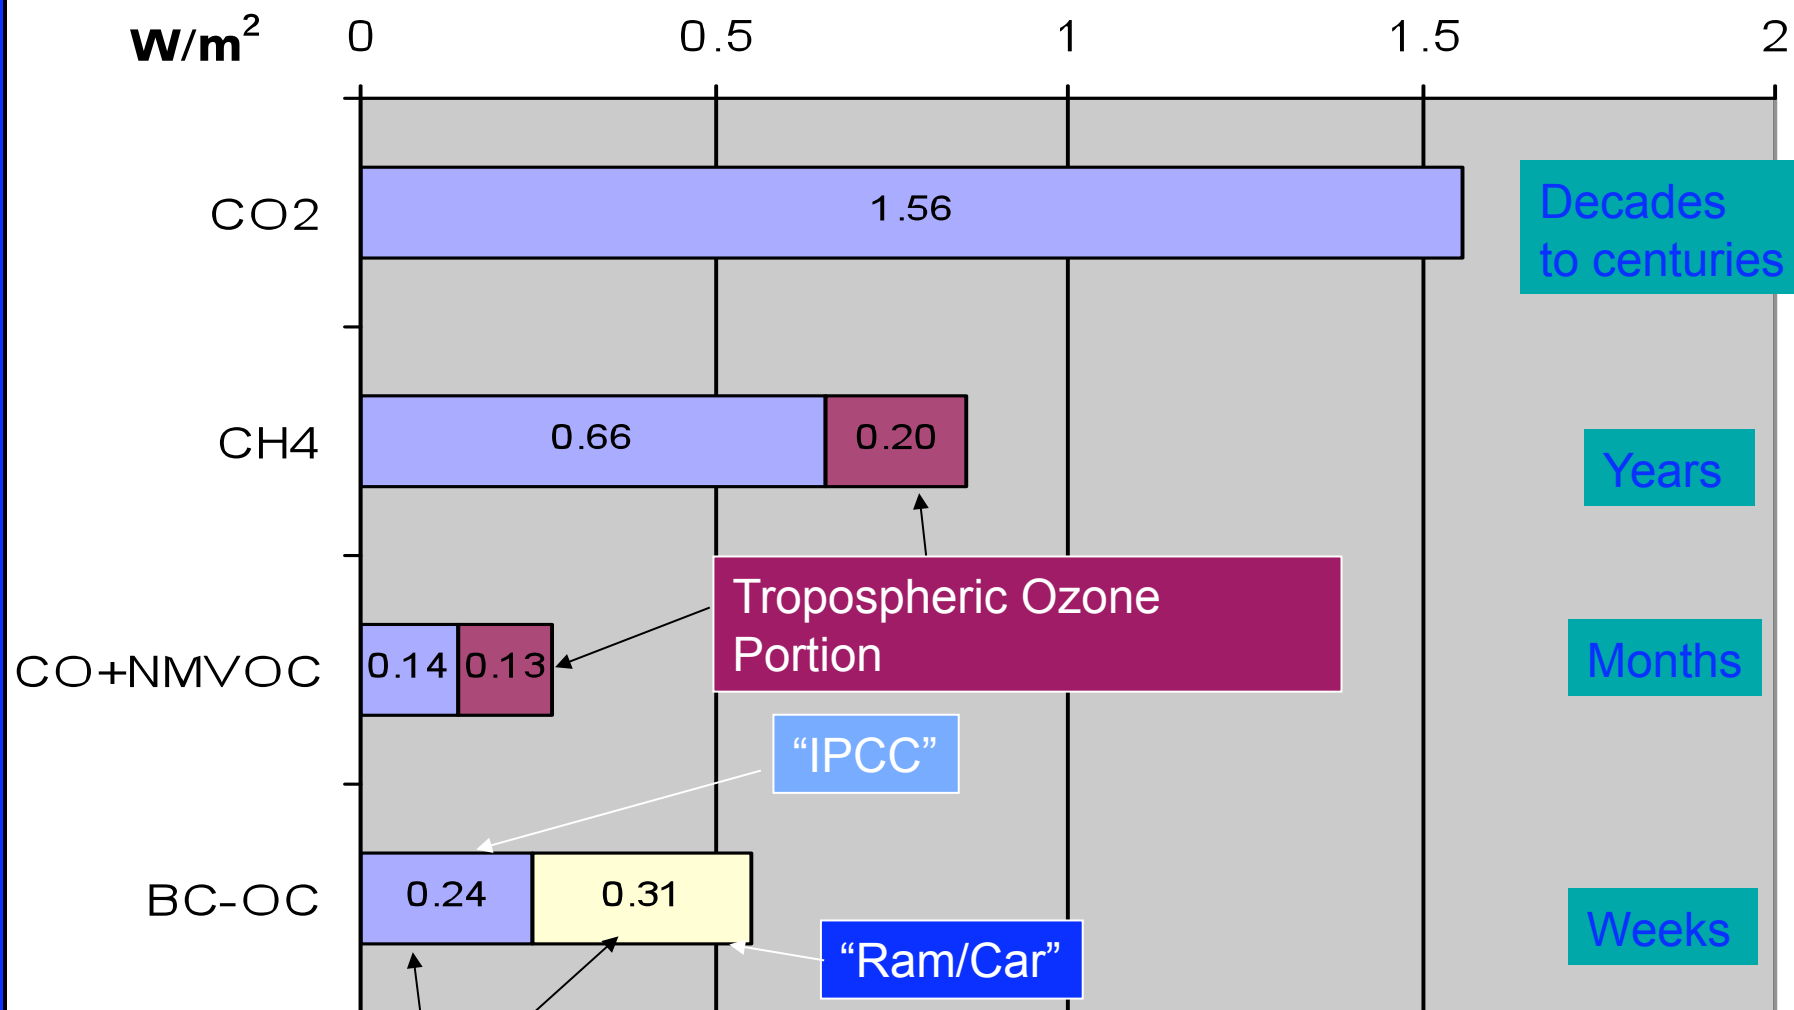 W/m² 0 0.5 1 1.5 2
CO2 1.56 Decades
to centuries
CH4 0.66 0.20 Years
Tropospheric Ozone
Portion
CO+NMVOC 0.14 0.13 Months
“IPCC”
BC-OC 0.24 0.31 Weeks
“Ram/Car”